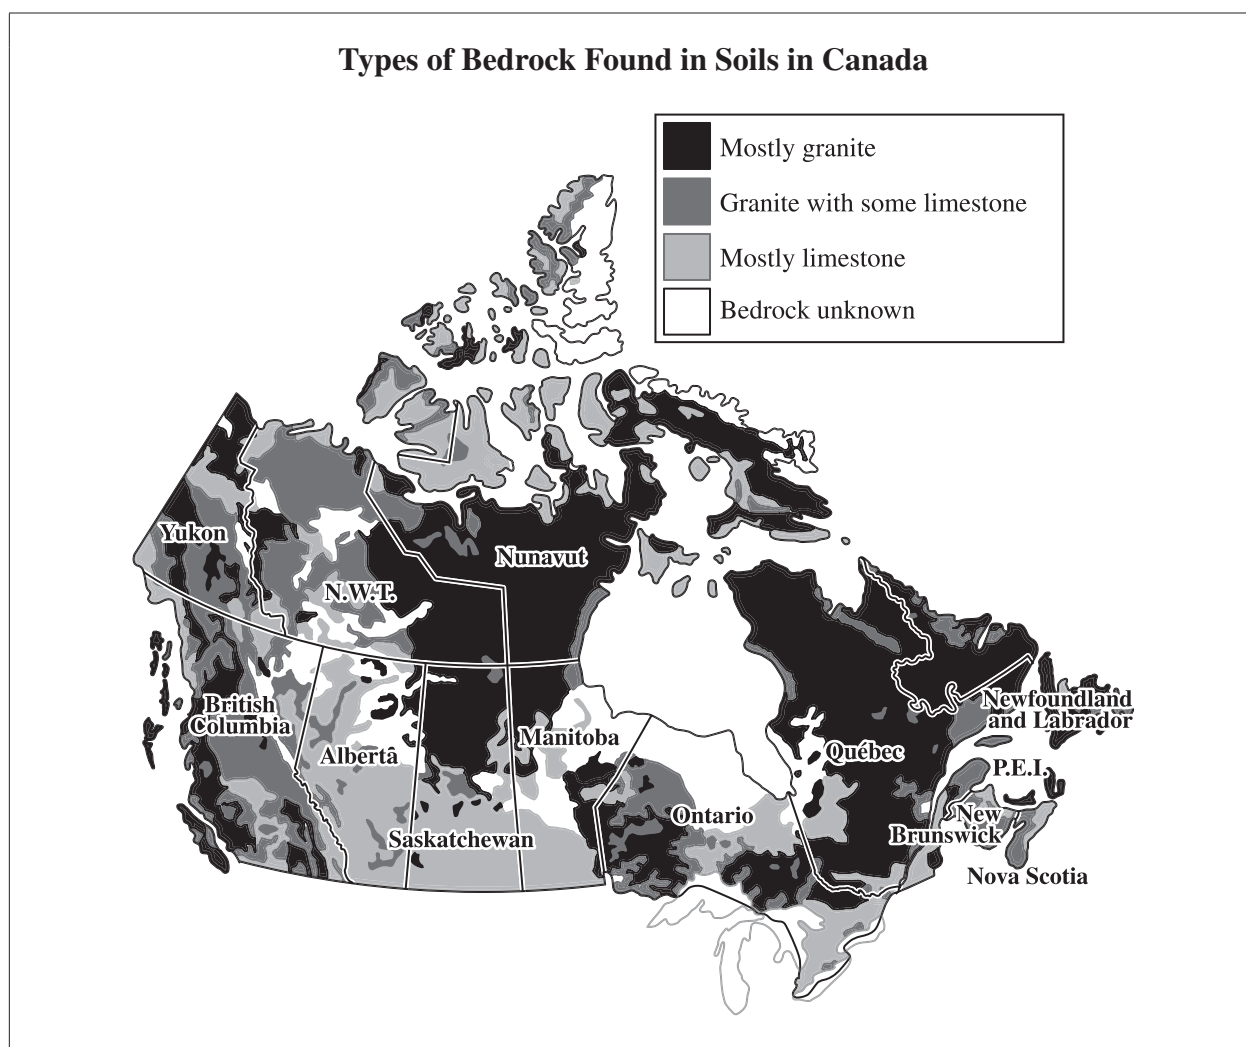 Types of Bedrock Found in Soils in Canada
Mostly granite
Granite with some limestone
Mostly limestone
Bedrock unknown
Yukon
Nunavut
N.W.T.
British
Columbia
Alberta
Manitoba
Saskatchewan
Ontario
Québec
Newfoundland
and Labrador
P.E.I.
New
Brunswick
Nova Scotia